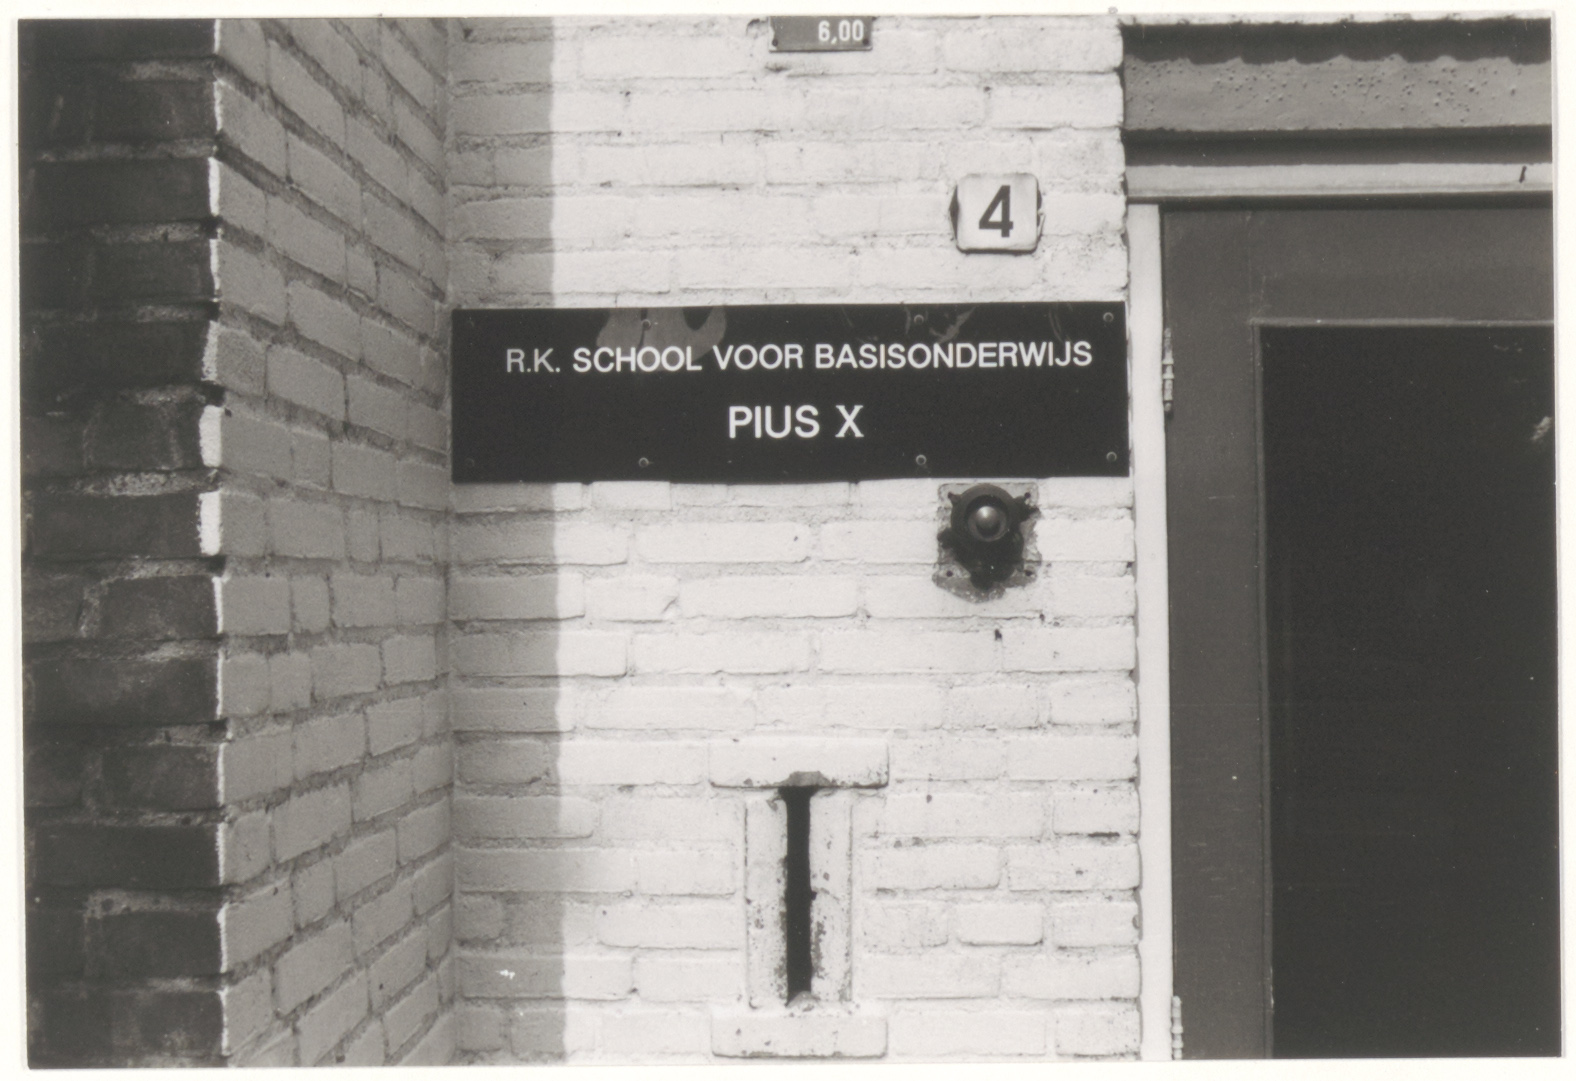 6,00
4
R.K. SCHOOL VOOR BASISONDERWIJS
PIUS X